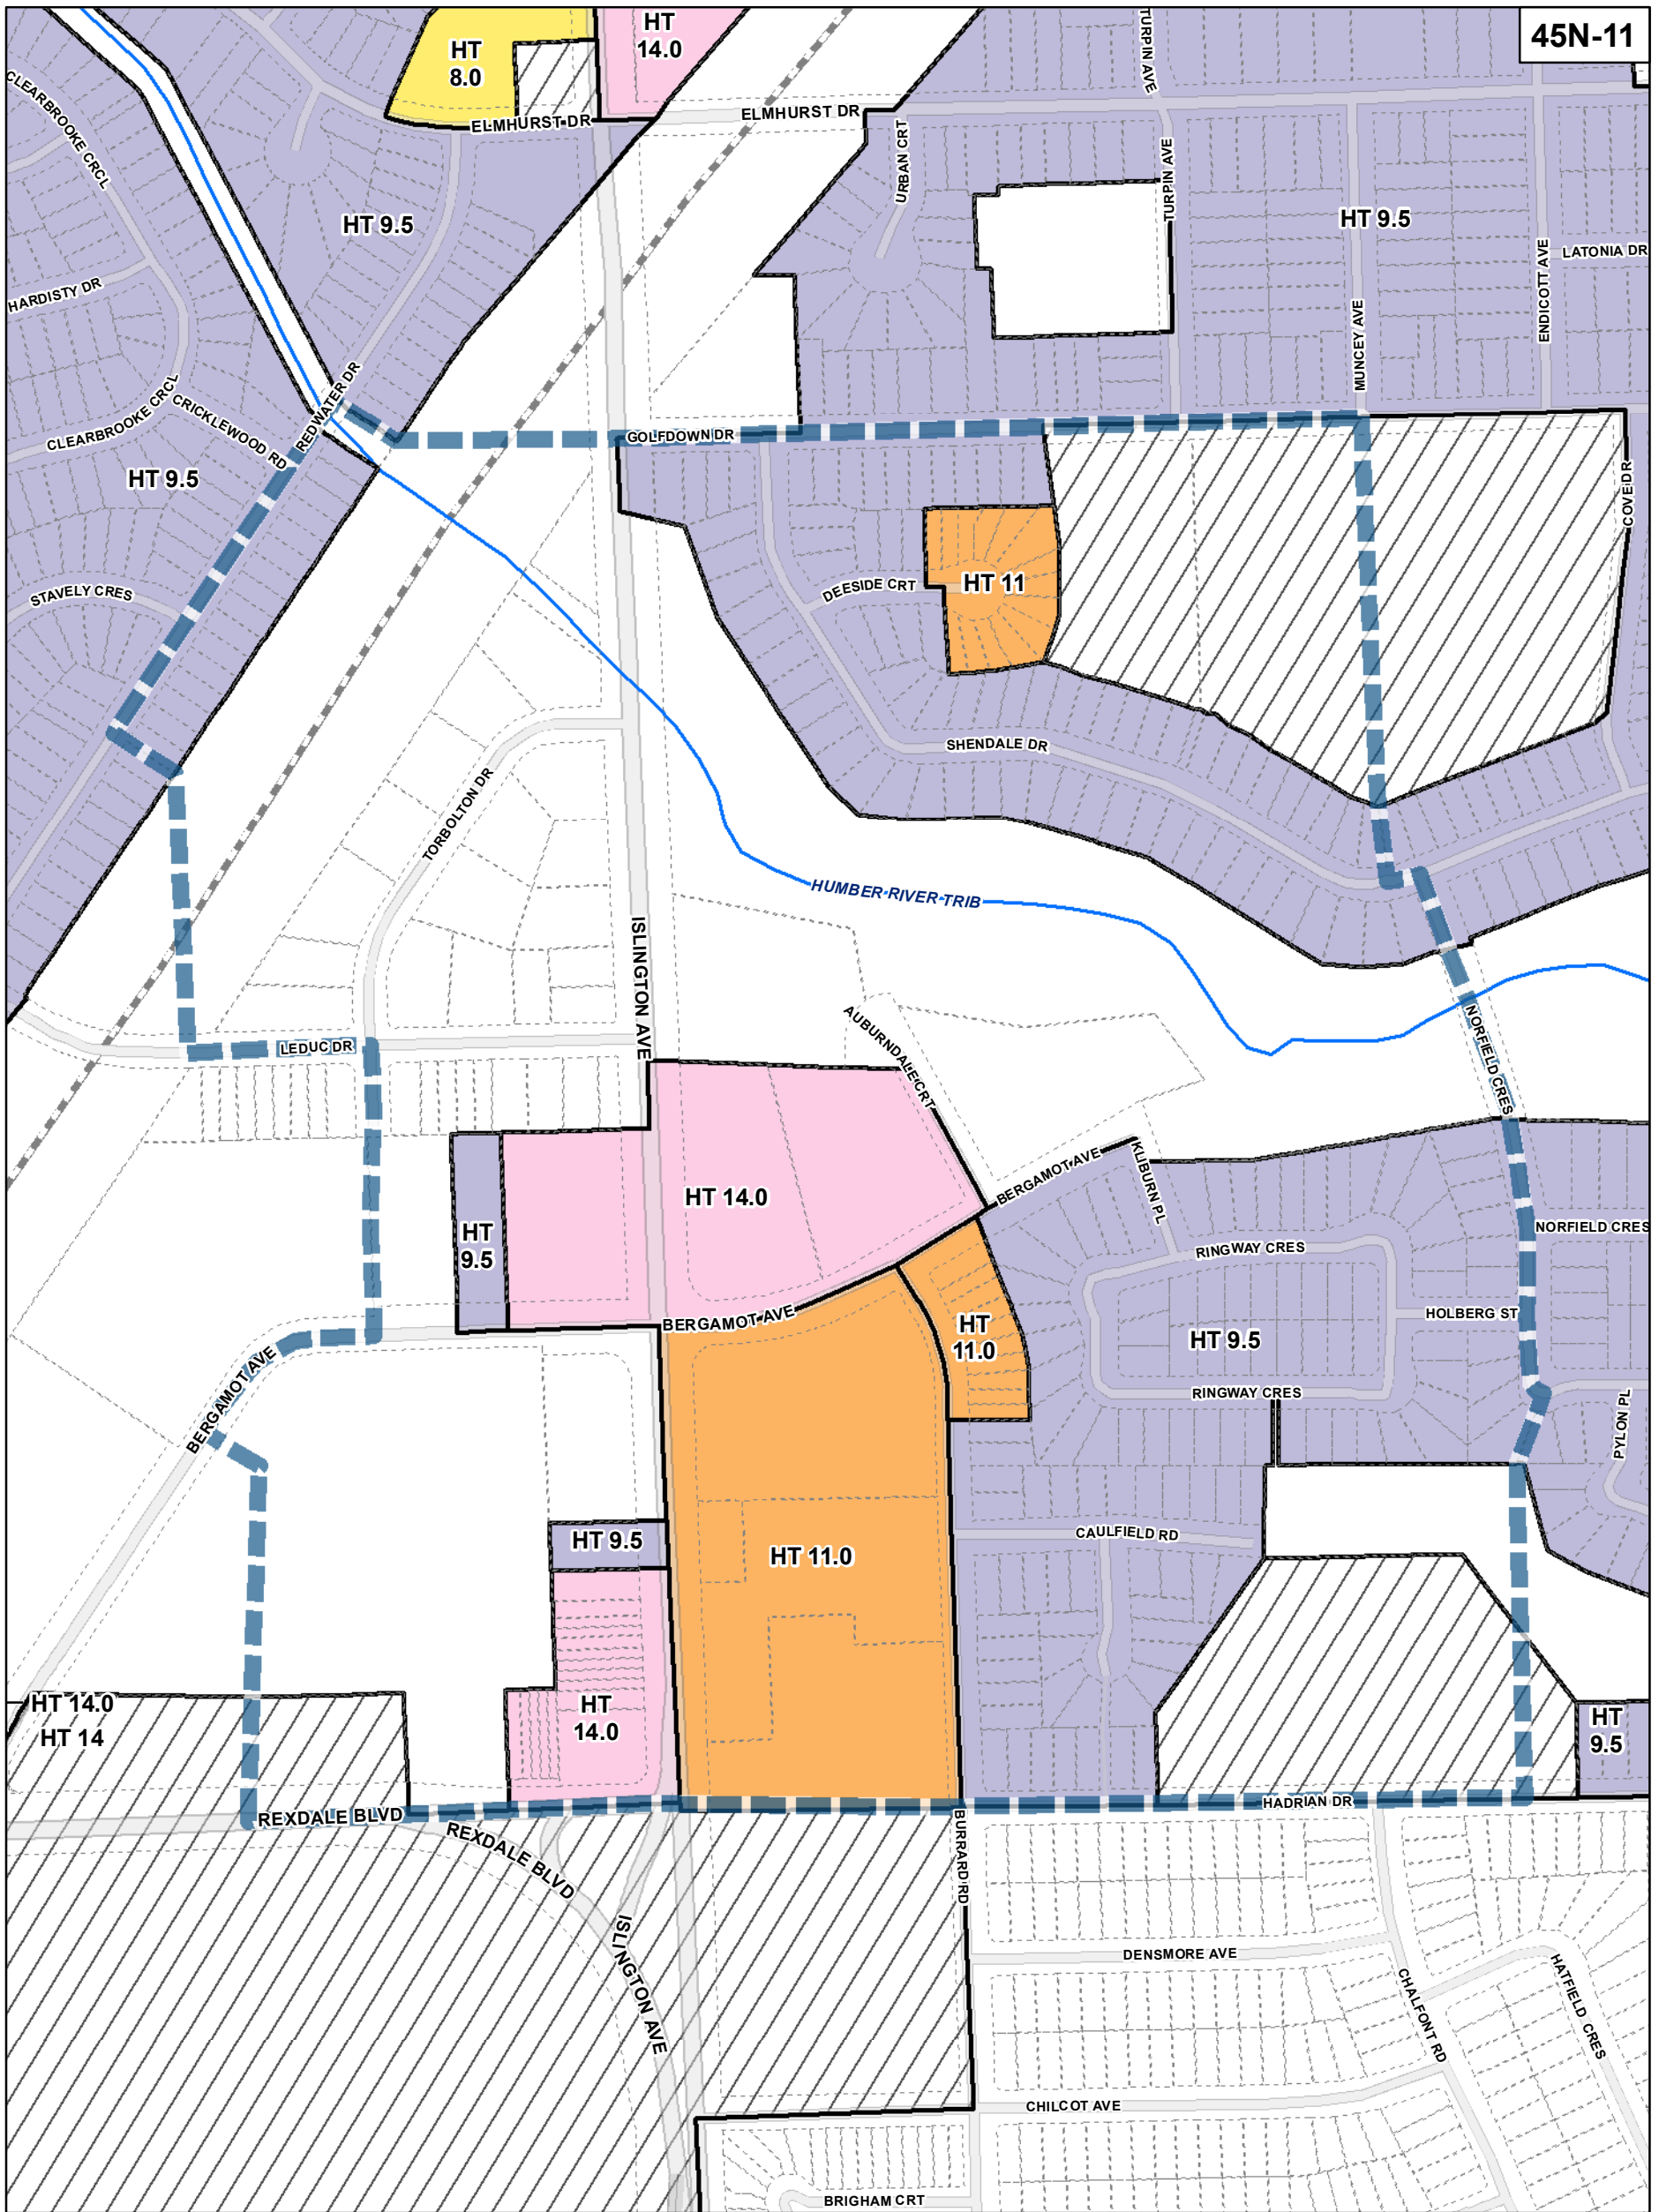 45N-11
HT
8.0
HT
14.0
TURPIN AVE
ELMHURST DR
ELMHURST DR
CLEARBROOKE CRCL
URBAN CRT
TURPIN AVE
HT 9.5
HT 9.5
LATONIA DR
ENDICOTT AVE
HARDISTY DR
MUNCEY AVE
REDWATER DR
CLEARBROOKE CRCL
CRICKLEWOOD RD
GOLFDOWN DR
HT 9.5
COVE DR
STAVELY CRES
DEESIDE CRT
HT 11
SHENDALE DR
TORBOLTON DR
HUMBER RIVER TRIB
ISLINGTON AVE
LEDUC DR
AUBURNDALE CRT
NORFIELD CRES
HT 14.0
BERGAMOT AVE
KILBURN PL
HT
9.5
NORFIELD CRES
RINGWAY CRES
BERGAMOT AVE
HT
11.0
HT 9.5
HOLBERG ST
BERGAMOT AVE
RINGWAY CRES
PYLON PL
HT 9.5
HT 11.0
CAULFIELD RD
HT 14.0
HT 14
HT
14.0
HT
9.5
REXDALE BLVD
HADRIAN DR
REXDALE BLVD
BURRARD RD
ISLINGTON AVE
DENSMORE AVE
CHALFONT RD
HATFIELD CRES
CHILCOT AVE
BRIGHAM CRT